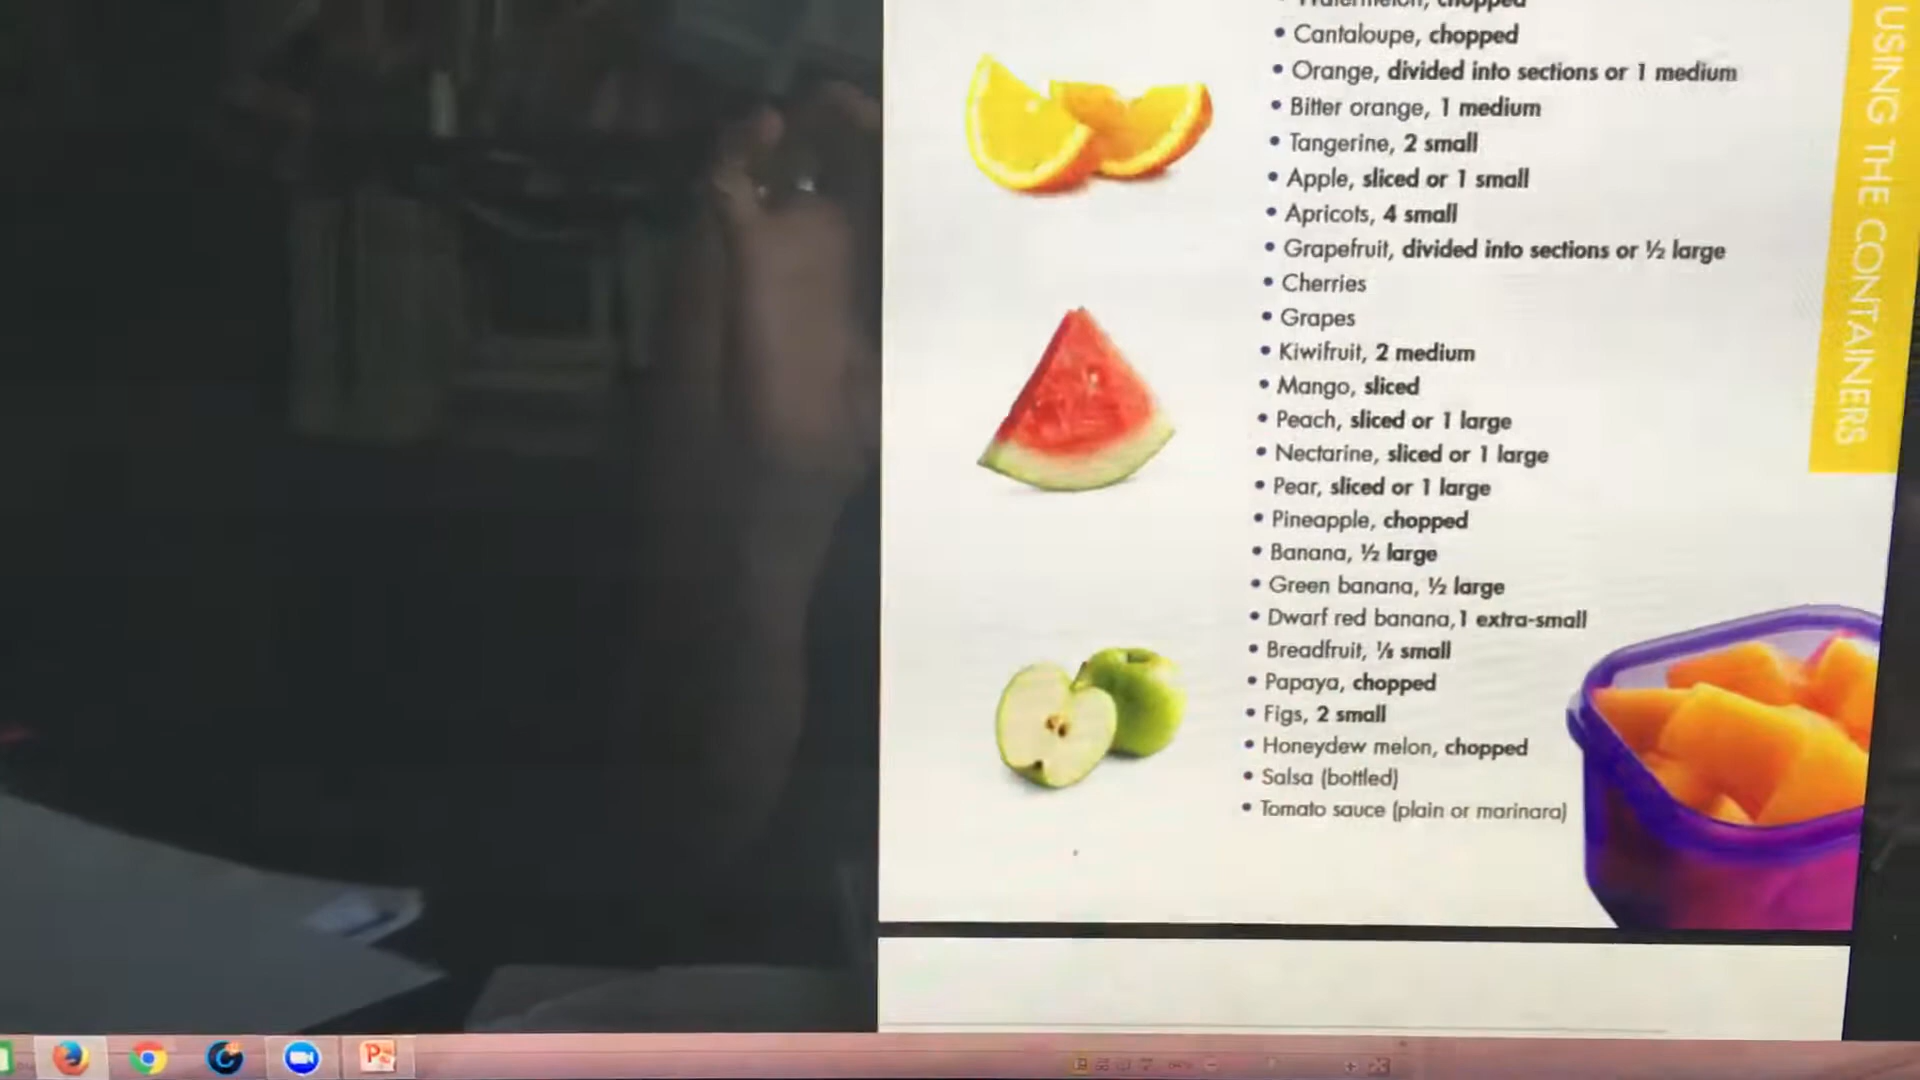 Watermelon, chopped
• Cantaloupe, chopped
• Orange, divided into sections or 1 medium
• Bitter orange, 1 medium
• Tangerine, 2 small
• Apple, sliced or 1 small
• Apricots, 4 small
• Grapefruit, divided into sections or ½ large
• Cherries
• Grapes
• Kiwifruit, 2 medium
• Mango, sliced
• Peach, sliced or 1 large
• Nectarine, sliced or 1 large
• Pear, sliced or 1 large
• Pineapple, chopped
• Banana, ½ large
• Green banana, ½ large
• Dwarf red banana, 1 extra-small
• Breadfruit, ⅛ small
• Papaya, chopped
• Figs, 2 small
• Honeydew melon, chopped
• Salsa (bottled)
• Tomato sauce (plain or marinara)
USING THE CONTAINERS